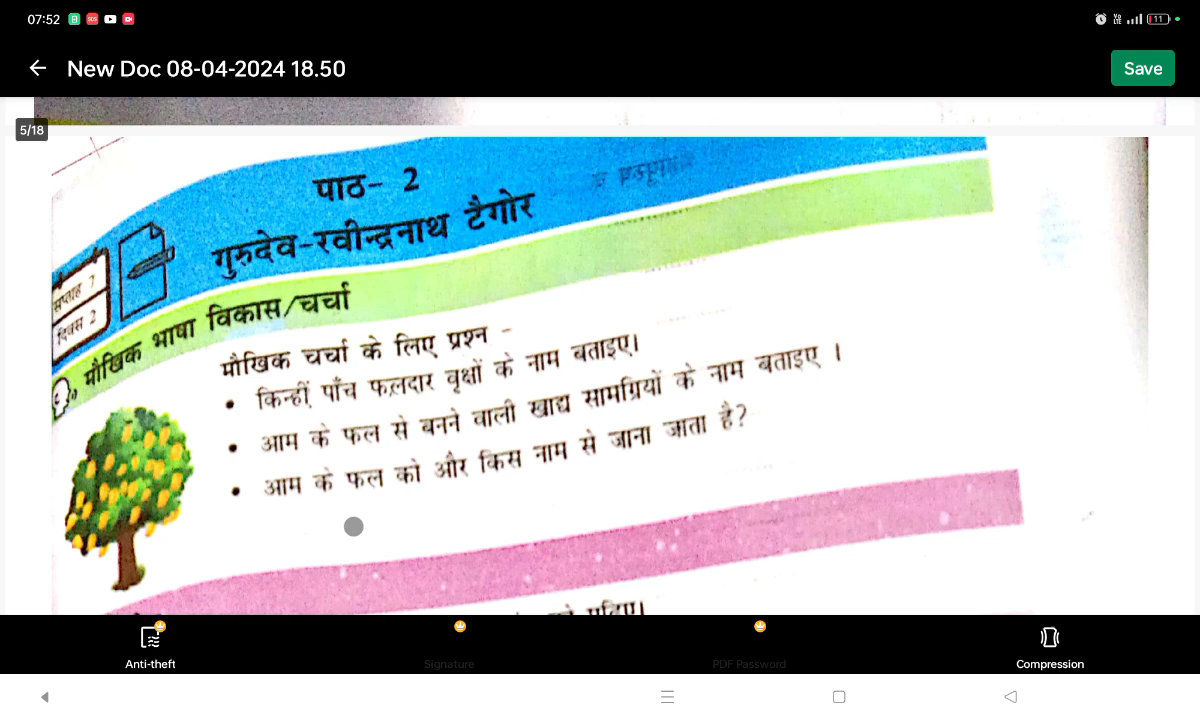 07:52
11
New Doc 08-04-2024 18.50
Save
5/18
पाठ- 2
गुरुदेव-रवीन्द्रनाथ टैगोर
सप्ताह 7
दिवस 2
मौखिक भाषा विकास/चर्चा
मौखिक चर्चा के लिए प्रश्न -
• किन्हीं पाँच फलदार वृक्षों के नाम बताइए।
• आम के फल से बनने वाली खाद्य सामग्रियों के नाम बताइए ।
• आम के फल को और किस नाम से जाना जाता है?
Anti-theft
Signature
PDF Password
Compression